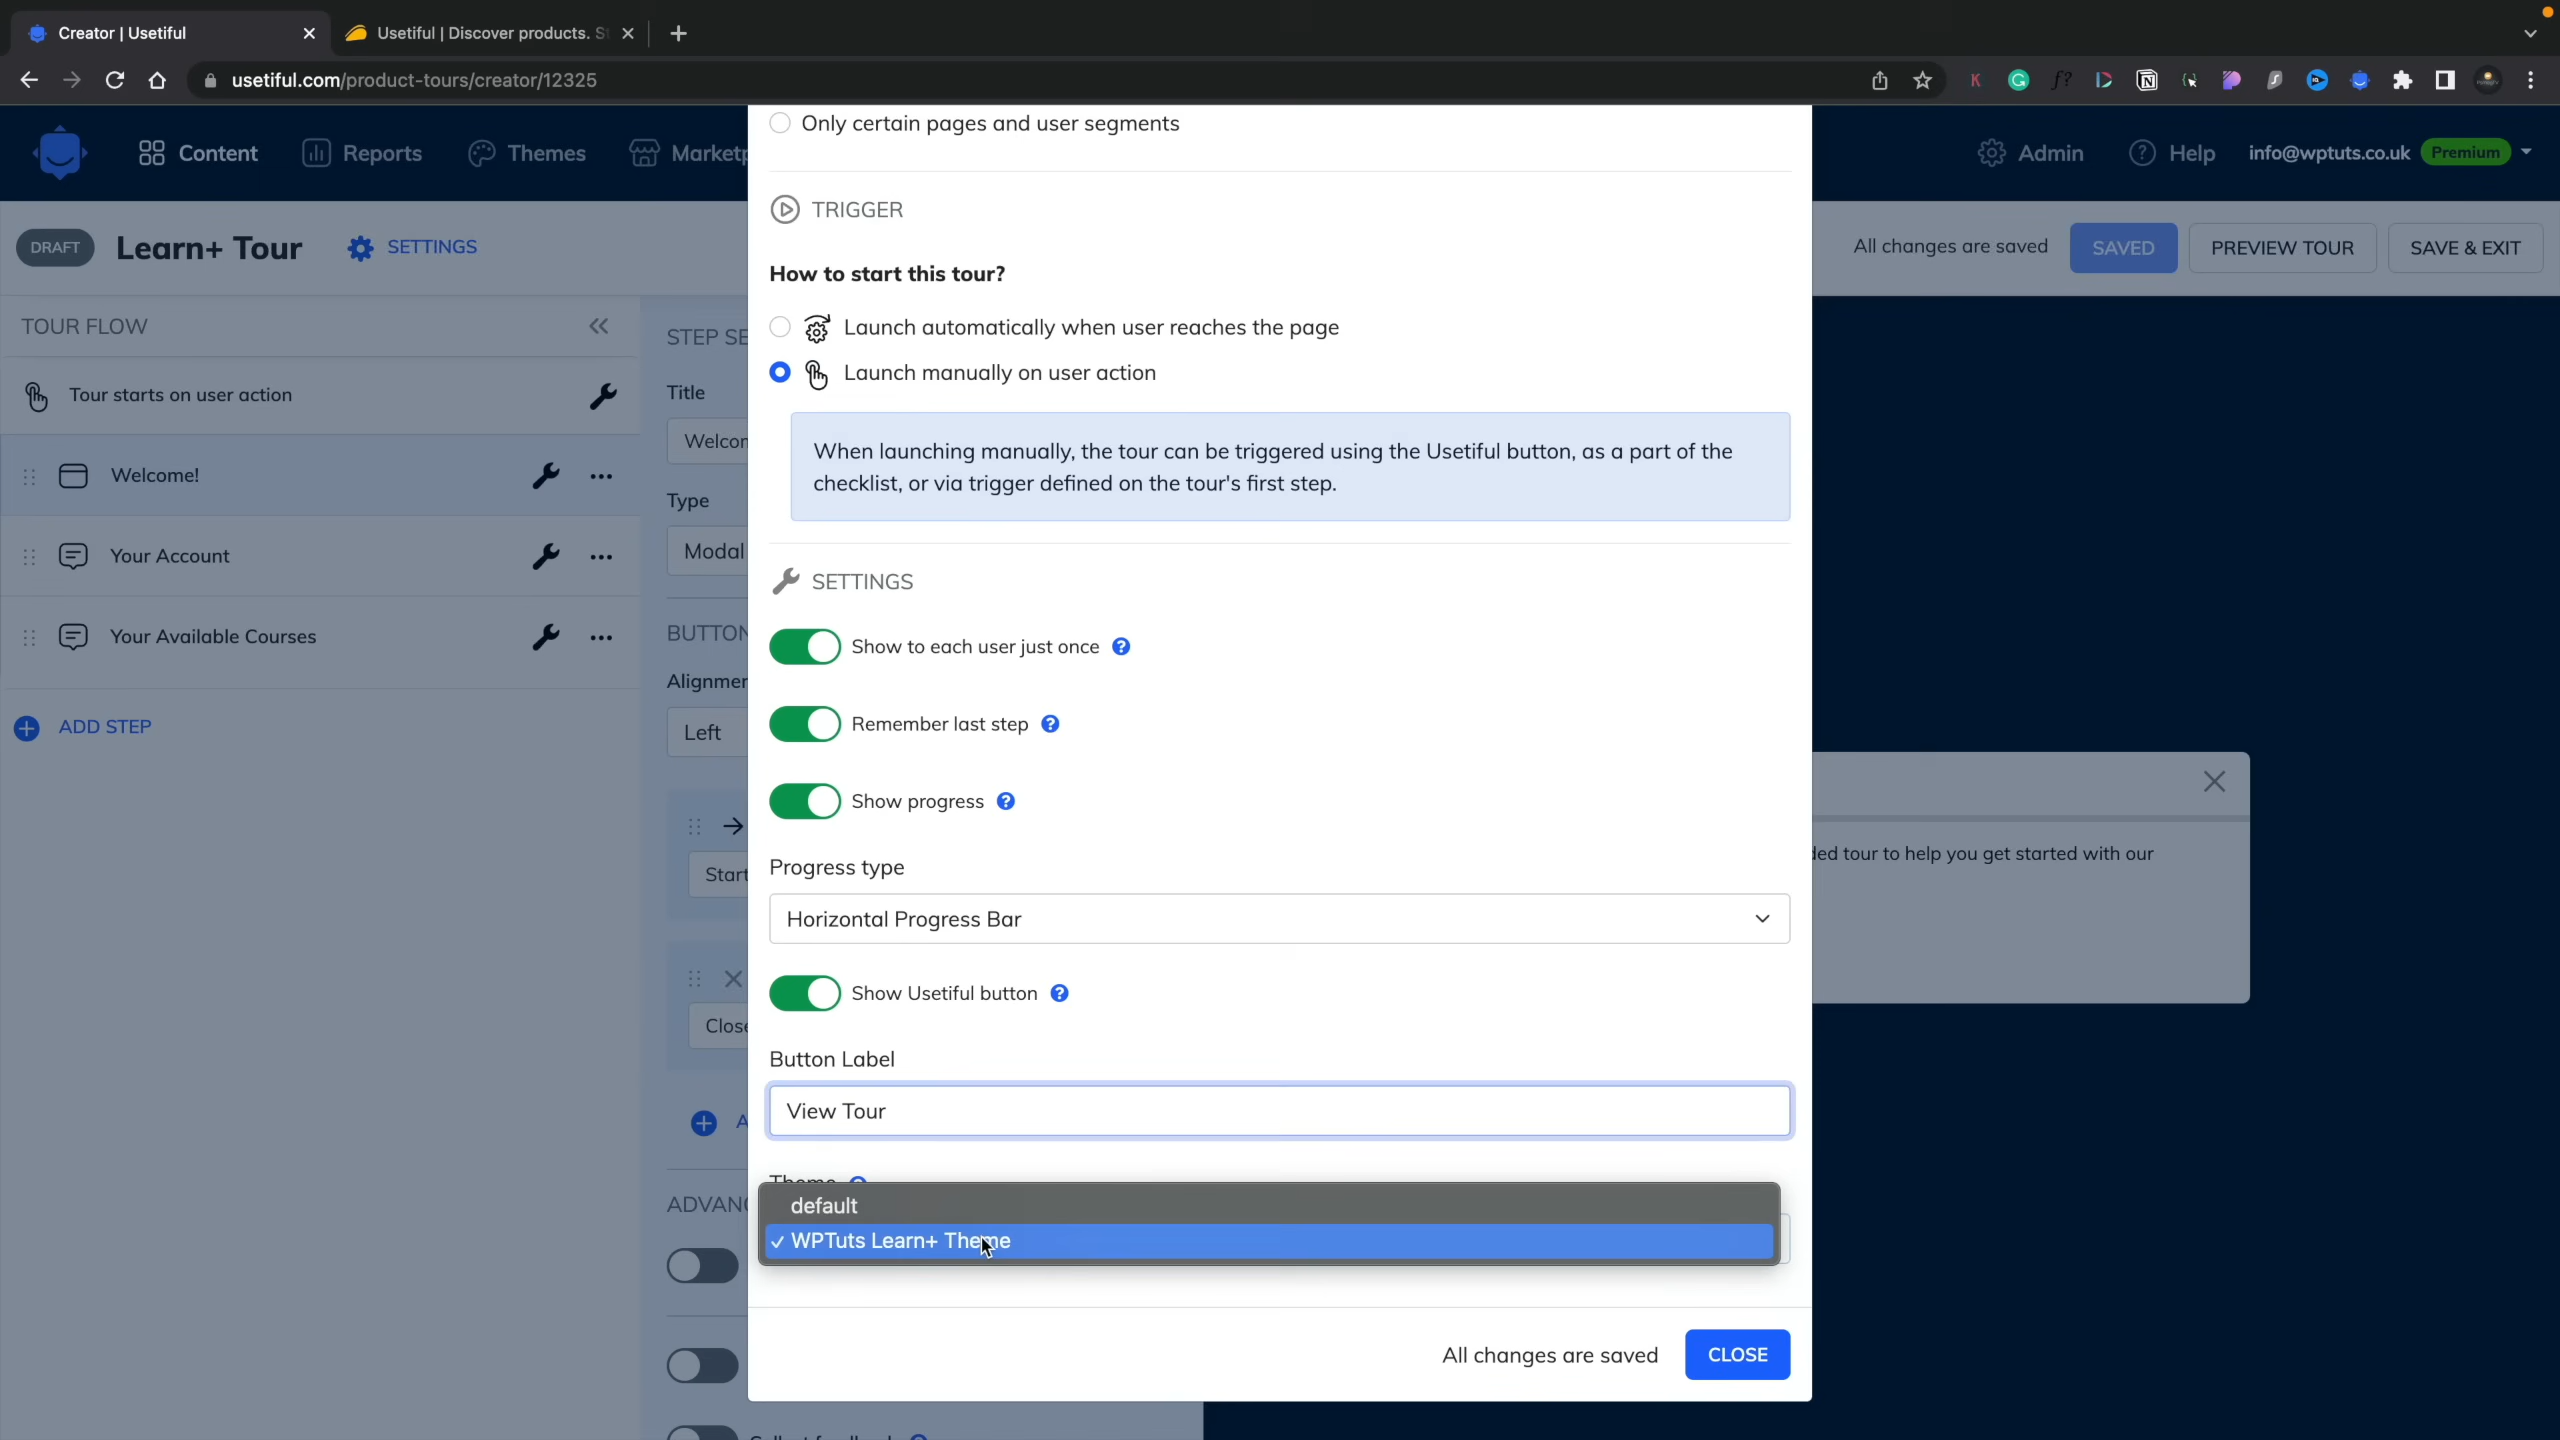 Creator | Usetiful
Usetiful | Discover products. S
usetiful.com/product-tours/creator/12325
Content
Reports
Themes
Marketp
Admin
Help
info@wptuts.co.uk
Premium
DRAFT
Learn+ Tour
SETTINGS
All changes are saved
SAVED
PREVIEW TOUR
SAVE & EXIT
TOUR FLOW
Tour starts on user action
Welcome!
Your Account
Your Available Courses
ADD STEP
STEP SE
Title
Welcom
Type
Modal
BUTTON
Alignmen
Left
Start
Close
A
ADVANC
Only certain pages and user segments
TRIGGER
How to start this tour?
Launch automatically when user reaches the page
Launch manually on user action
When launching manually, the tour can be triggered using the Usetiful button, as a part of the
checklist, or via trigger defined on the tour's first step.
SETTINGS
Show to each user just once
Remember last step
Show progress
Progress type
Horizontal Progress Bar
Show Usetiful button
Button Label
View Tour
Theme
default
✓ WPTuts Learn+ Theme
All changes are saved
CLOSE
ded tour to help you get started with our